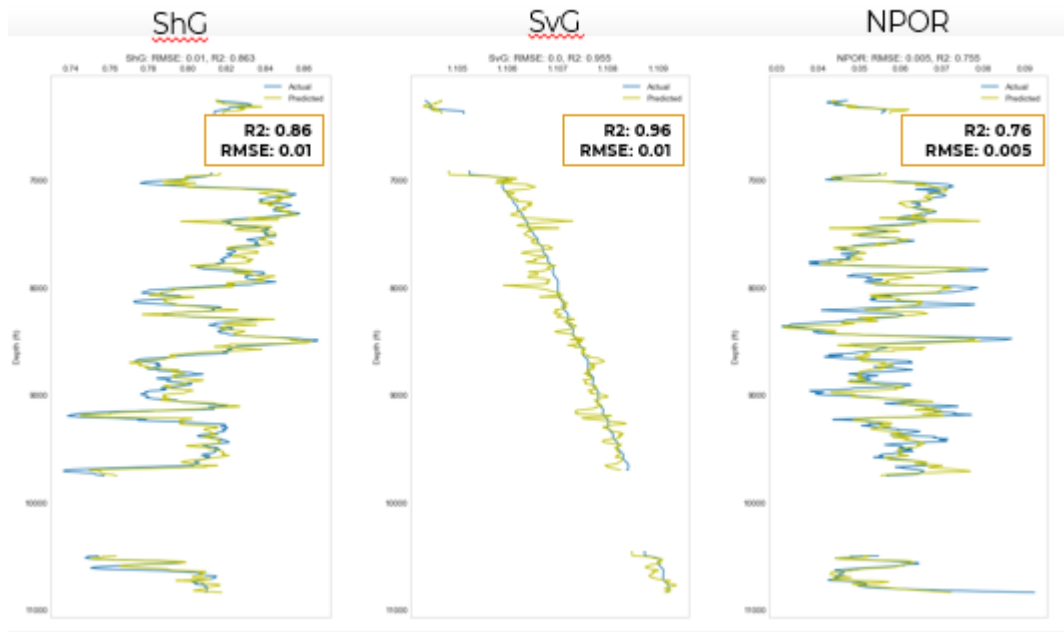 ShG
SvG
NPOR
ShG: RMSE: 0.01, R2: 0.863
0.74 0.76 0.78 0.80 0.82 0.84 0.86
Actual
Predicted
R2: 0.86
RMSE: 0.01
7000
8000
Depth (ft)
9000
10000
11000
SvG: RMSE: 0.0, R2: 0.955
1.105 1.106 1.107 1.108 1.109
Actual
Predicted
R2: 0.96
RMSE: 0.01
7000
8000
Depth (ft)
9000
10000
11000
NPOR: RMSE: 0.005, R2: 0.755
0.03 0.04 0.05 0.06 0.07 0.08 0.09
Actual
Predicted
R2: 0.76
RMSE: 0.005
7000
8000
Depth (ft)
9000
10000
11000